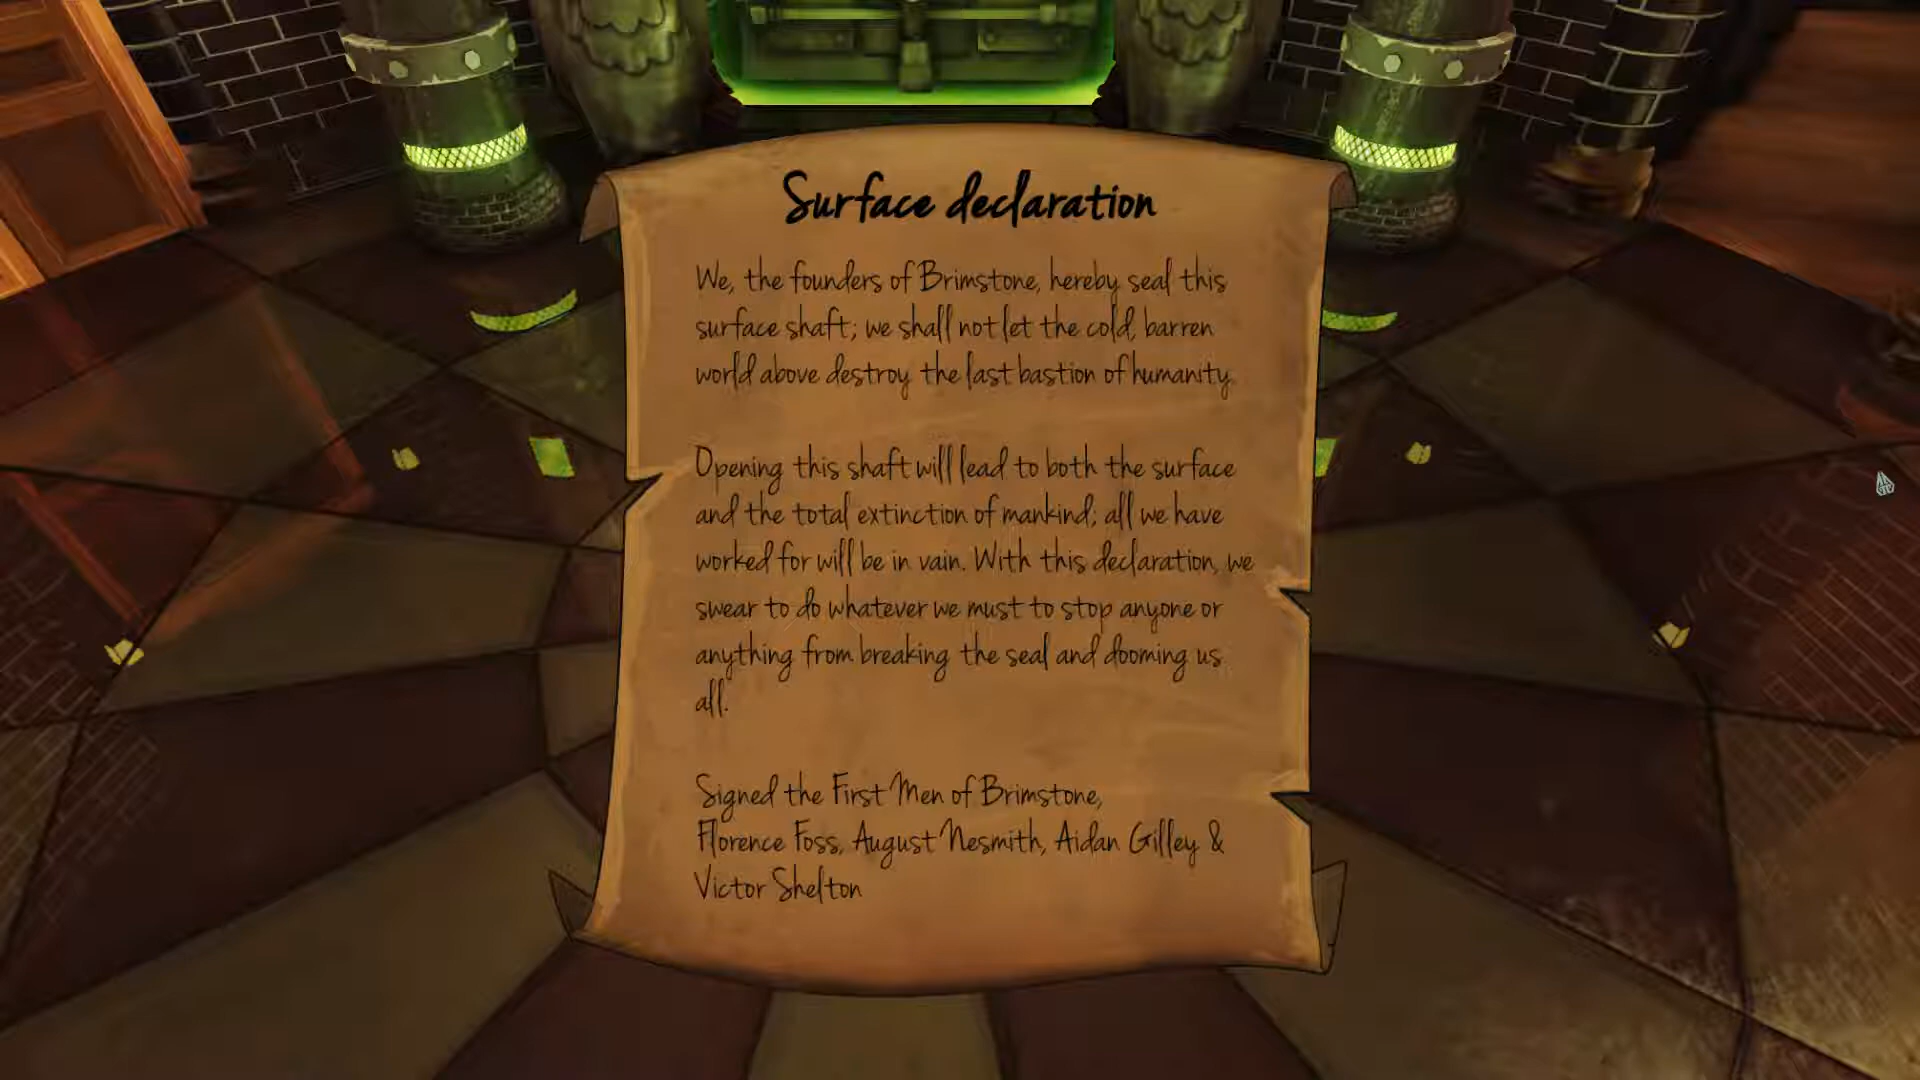 Surface declaration
We, the founders of Brimstone, hereby seal this
surface shaft; we shall not let the cold, barren
world above destroy the last bastion of humanity.
Opening this shaft will lead to both the surface
and the total extinction of mankind; all we have
worked for will be in vain. With this declaration, we
swear to do whatever we must to stop anyone or
anything from breaking the seal and dooming us
all.
Signed the First Men of Brimstone,
Florence Foss, August Nesmith, Aidan Gilley &
Victor Shelton